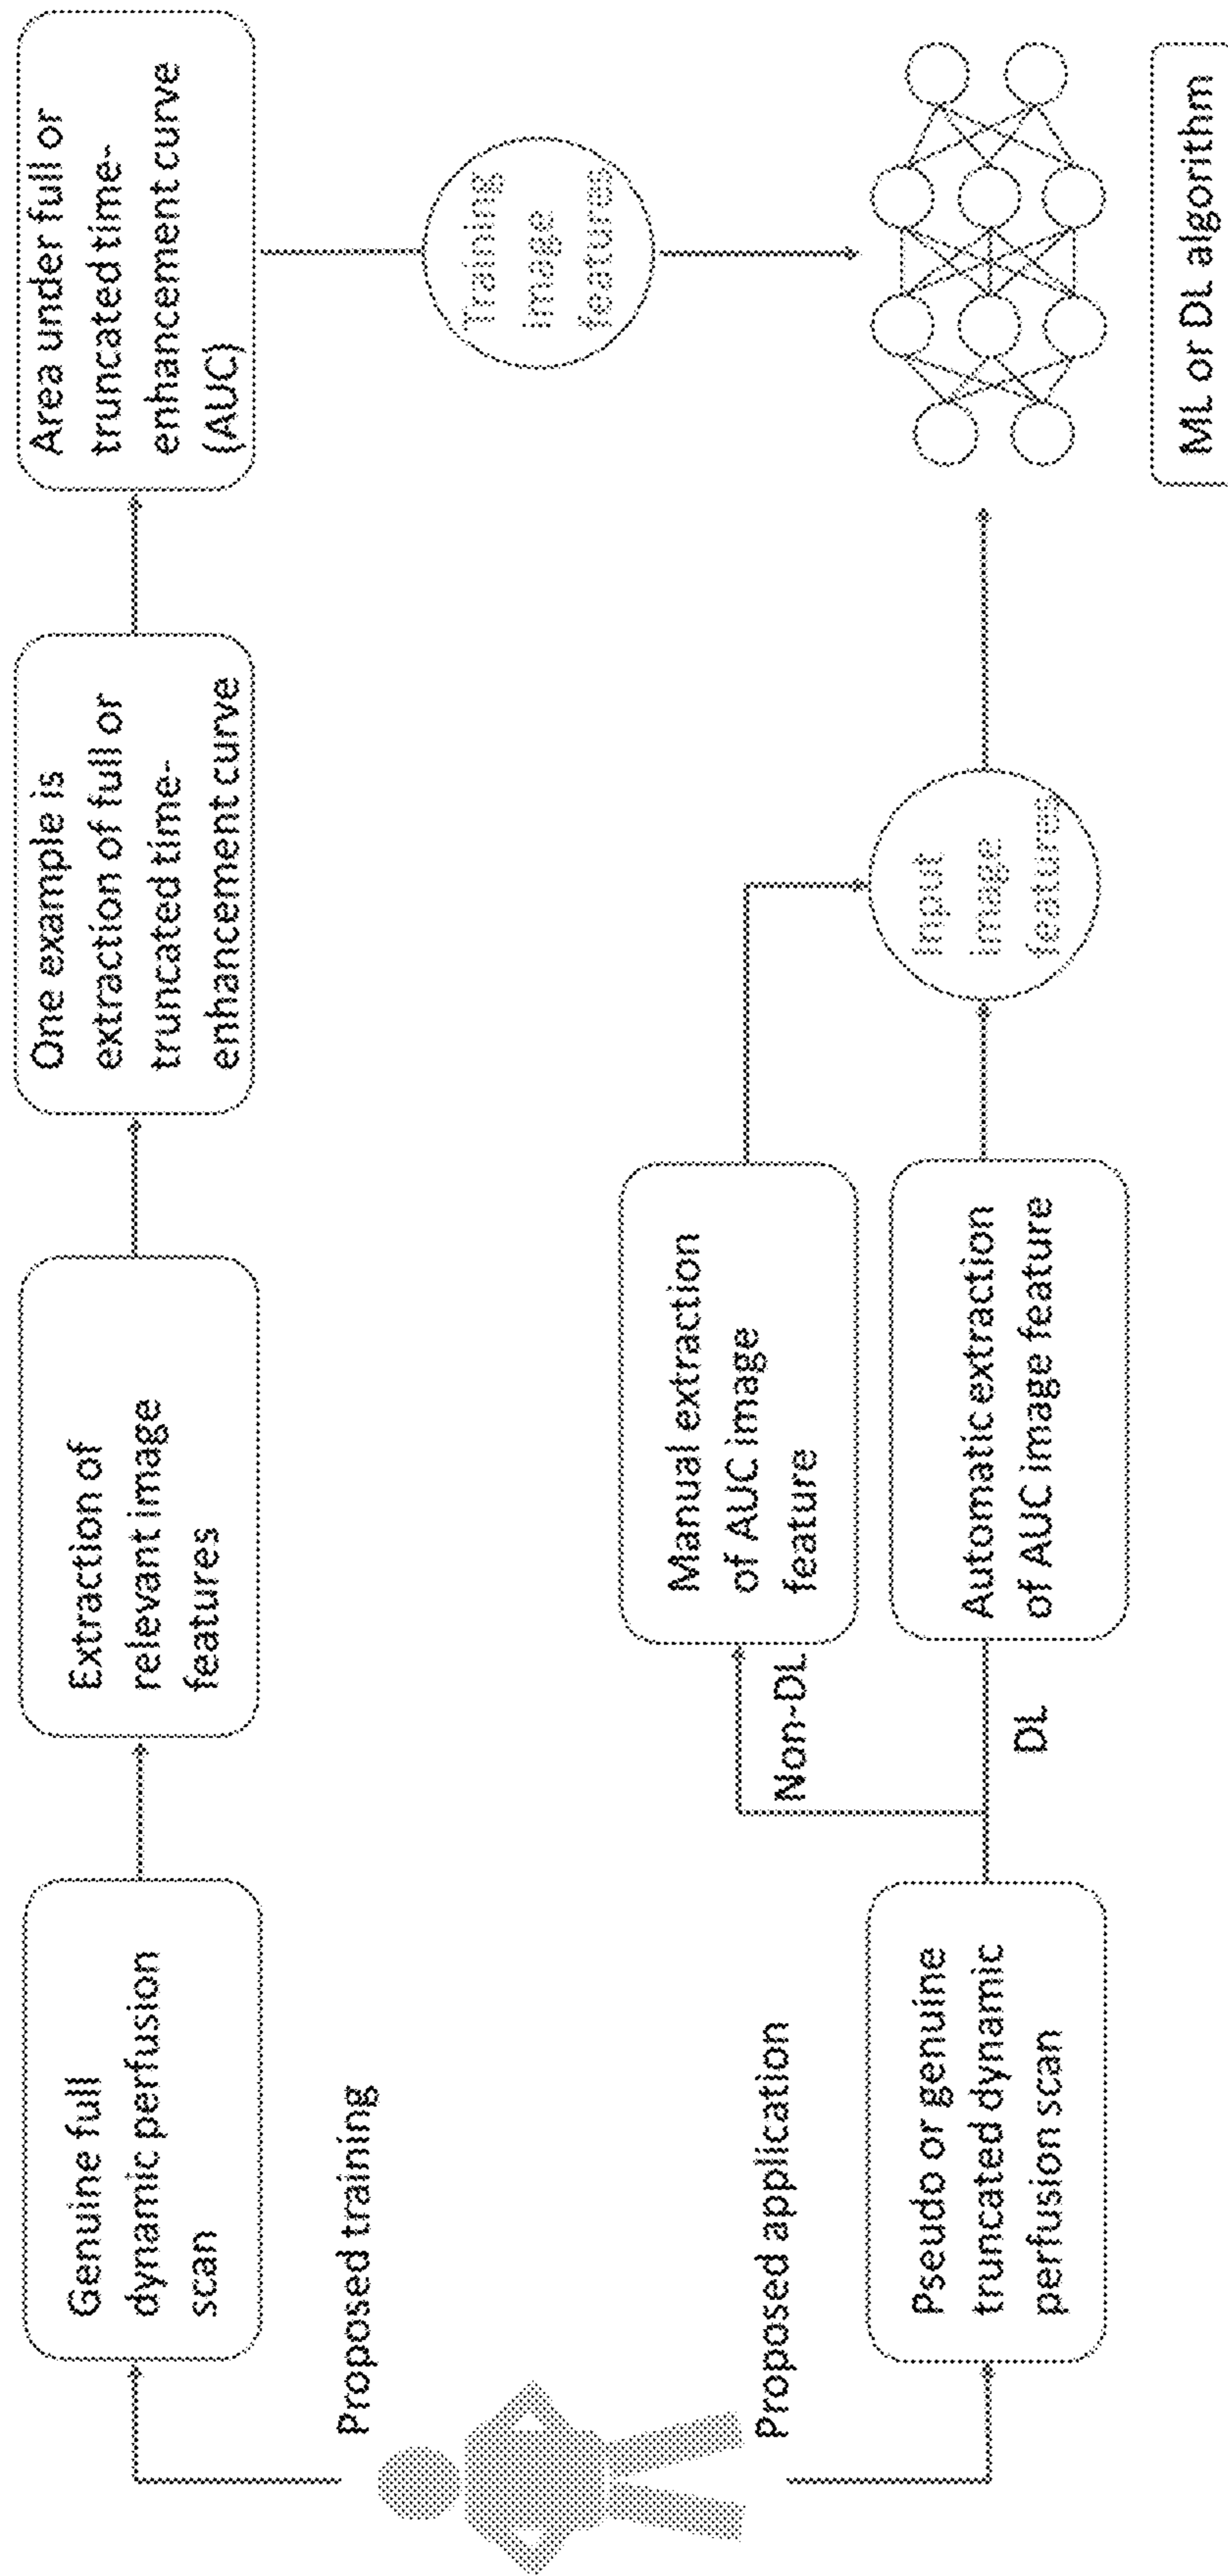 Genuine full
dynamic perfusion
scan
Extraction of
relevant image
features
One example is
extraction of full or
truncated time-
enhancement curve
Area under full or
truncated time-
enhancement curve
(AUC)
Proposed training
Training
image
features
Proposed application
Pseudo or genuine
truncated dynamic
perfusion scan
Non-DL
DL
Manual extraction
of AUC image
feature
Automatic extraction
of AUC image feature
Input
image
features
ML or DL algorithm